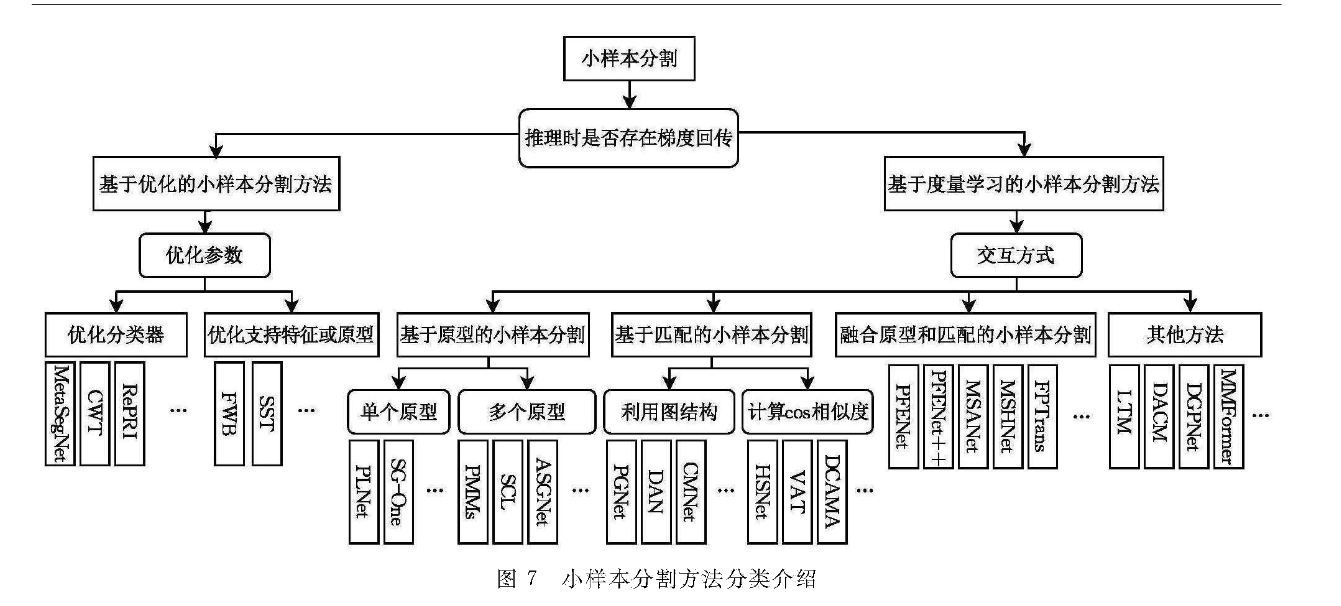 小样本分割
推理时是否存在梯度回传
基于优化的小样本分割方法
基于度量学习的小样本分割方法
优化参数
交互方式
优化分类器
优化支持特征或原型
基于原型的小样本分割
基于匹配的小样本分割
融合原型和匹配的小样本分割
其他方法
MetaSegNet
CWT
RePRI
...
FWB
SST
...
单个原型
多个原型
利用图结构
计算cos相似度
PFENet
PFENet++
MSANet
MSHNet
FPTrans
...
LTM
DACM
DGPNet
MMFormer
...
PLNet
SG-One
...
PMMs
SCL
ASGNet
...
PGNet
DAN
CMNet
...
HSNet
VAT
DCAMA
...
图 7 小样本分割方法分类介绍